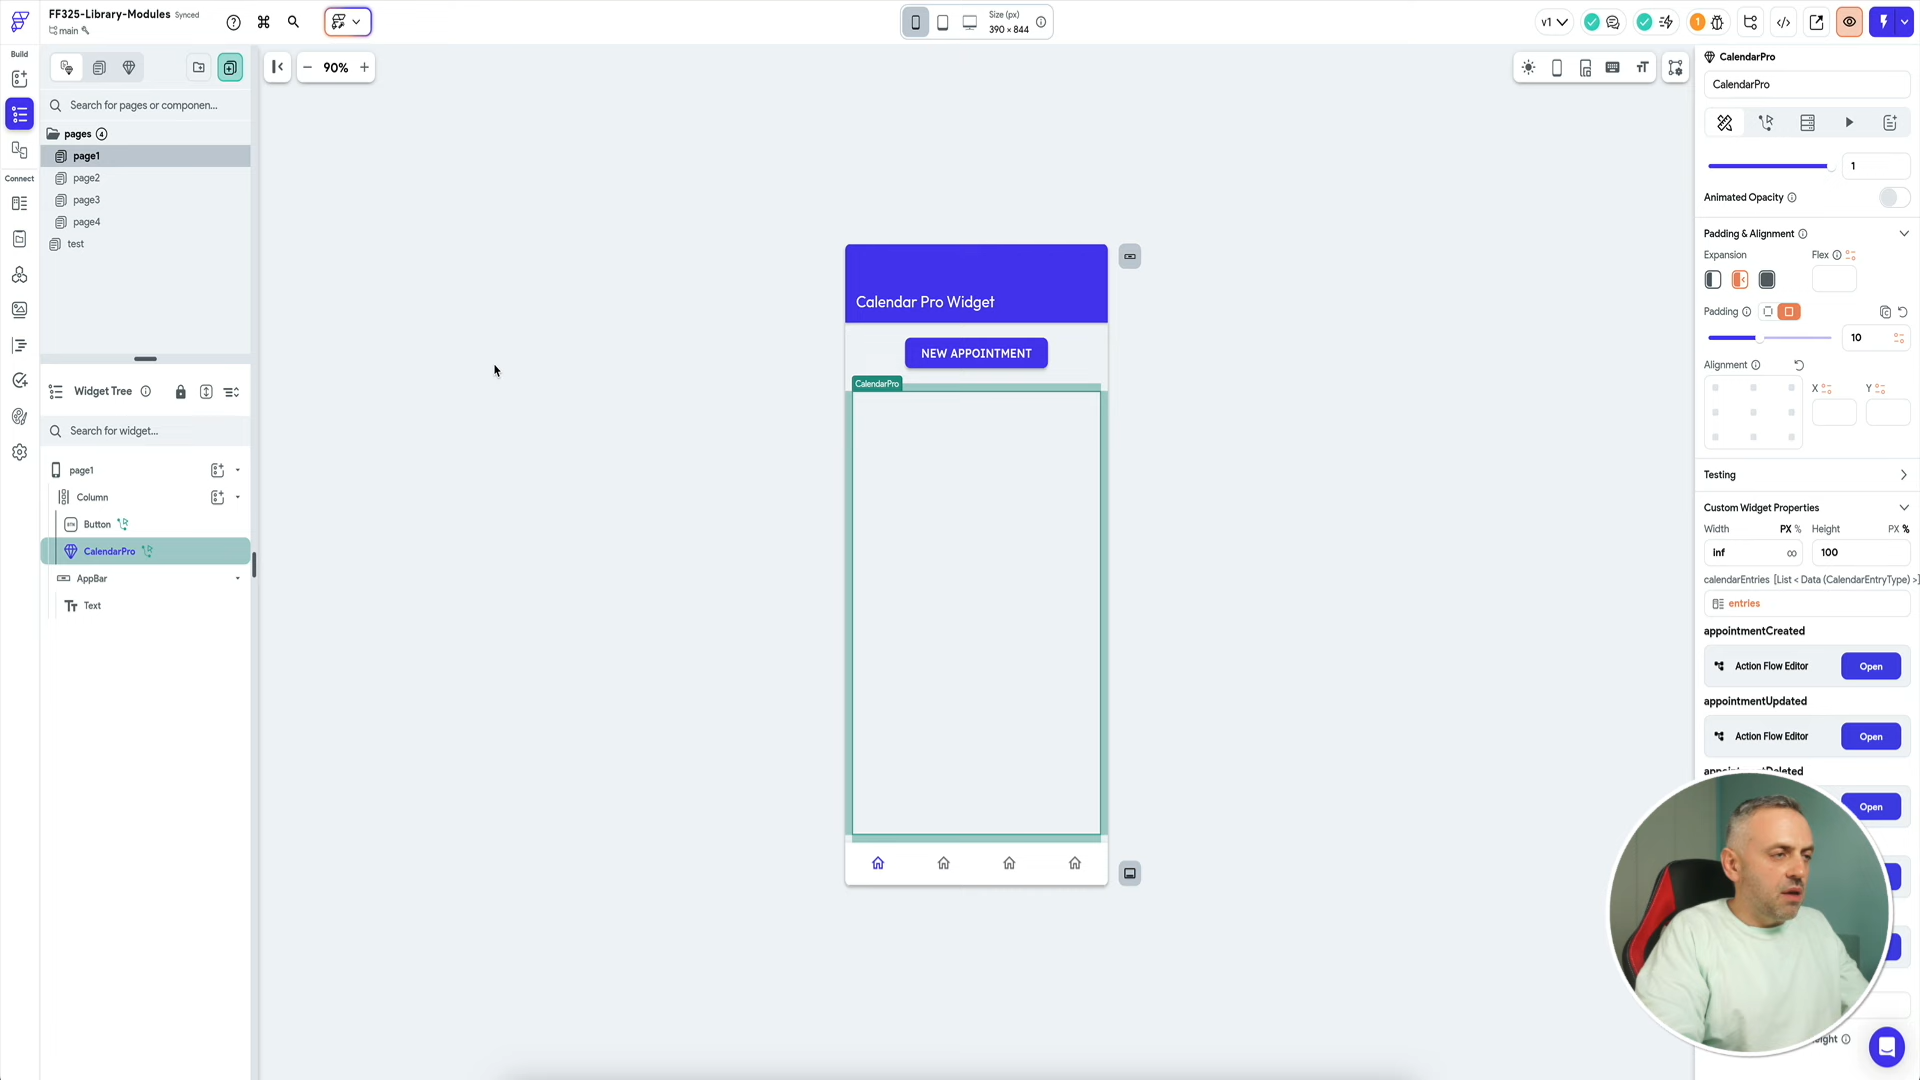 FF325-Library-Modules Synced
main
Size (px)
390 × 844
v1
1
Build
Search for pages or componen...
pages 4
page1
page2
page3
page4
test
Connect
90%
Widget Tree
Search for widget...
page1
Column
Button
CalendarPro
AppBar
Text
Calendar Pro Widget
NEW APPOINTMENT
CalendarPro
CalendarPro
CalendarPro
1
Animated Opacity
Padding & Alignment
Expansion
Flex
Padding
10
Alignment
X
Y
Testing
Custom Widget Properties
Width PX %
Height PX %
inf ∞
100
calendarEntries [List < Data (CalendarEntryType) >]
entries
appointmentCreated
Action Flow Editor
Open
appointmentUpdated
Action Flow Editor
Open
Open